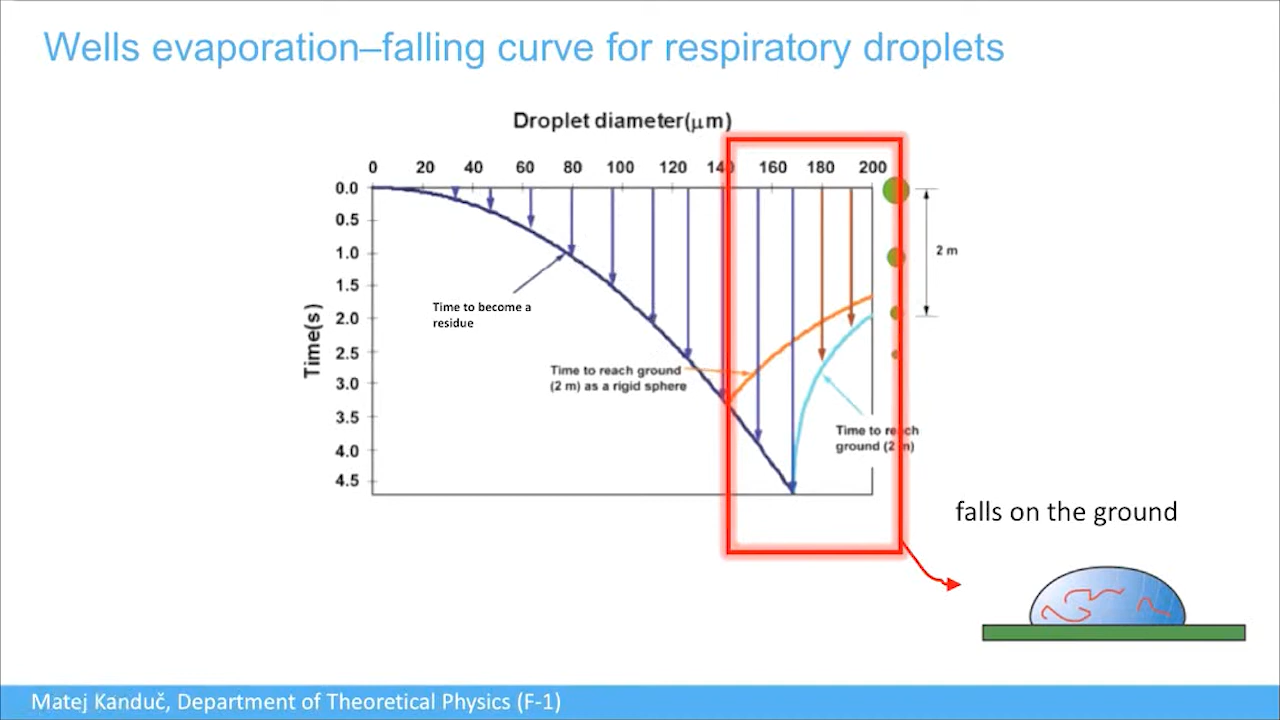 Wells evaporation–falling curve for respiratory droplets
Droplet diameter(μm)
0 20 40 60 80 100 120 140 160 180 200
0.0
0.5
1.0
1.5
2.0
2.5
3.0
3.5
4.0
4.5
Time(s)
2 m
Time to become a
residue
Time to reach ground
(2 m) as a rigid sphere
Time to reach
ground (2 m)
falls on the ground
Matej Kanduč, Department of Theoretical Physics (F-1)